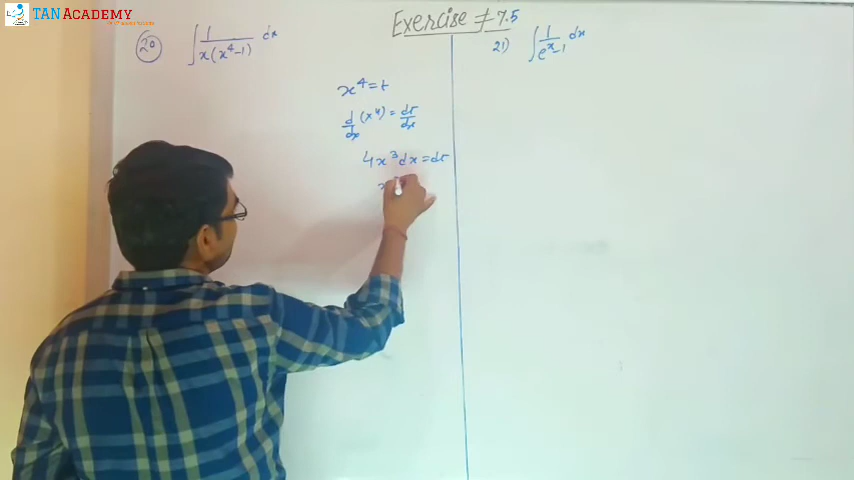 TAN ACADEMY
Exercise 7.5
20 ∫ 1/x(x⁴-1) dx
x⁴=t
d/dx (x⁴) = dt/dx
4x³dx=dt
x
21) ∫ 1/eˣ-1 dx